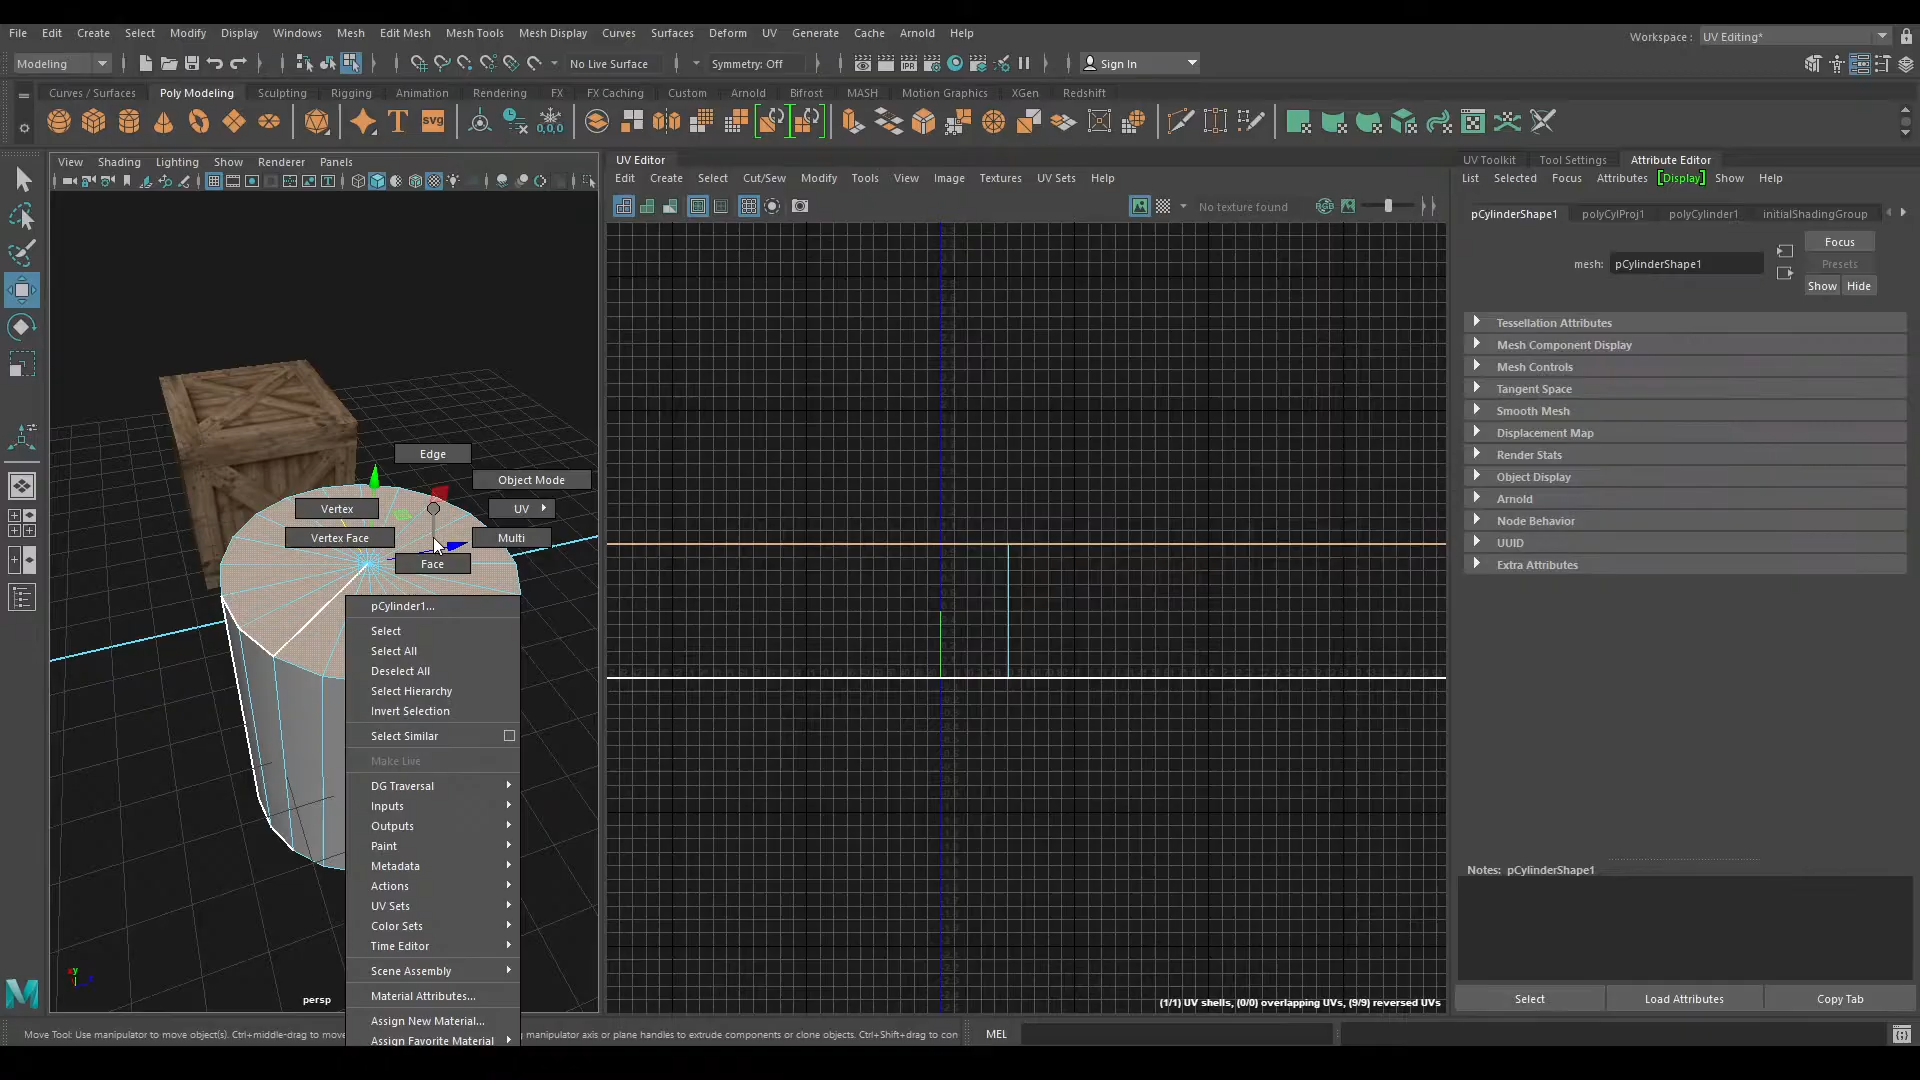 File Edit Create Select Modify Display Windows Mesh Edit Mesh Mesh Tools Mesh Display Curves Surfaces Deform UV Generate Cache Arnold Help
Workspace : UV Editing*
Modeling No Live Surface Symmetry: Off Sign In
Curves / Surfaces Poly Modeling Sculpting Rigging Animation Rendering FX FX Caching Custom Arnold Bifrost MASH Motion Graphics XGen Redshift
View Shading Lighting Show Renderer Panels
UV Editor
UV Toolkit Tool Settings Attribute Editor
Edit Create Select Cut/Sew Modify Tools View Image Textures UV Sets Help
List Selected Focus Attributes Display Show Help
No texture found
pCylinderShape1 polyCylProj1 polyCylinder1 initialShadingGroup
Focus
mesh: pCylinderShape1 Presets
Show Hide
Tessellation Attributes
Mesh Component Display
Mesh Controls
Tangent Space
Smooth Mesh
Displacement Map
Render Stats
Object Display
Arnold
Node Behavior
UUID
Extra Attributes
Edge
Object Mode
Vertex
UV
Vertex Face
Multi
Face
pCylinder1...
Select
Select All
Deselect All
Select Hierarchy
Invert Selection
Select Similar
Make Live
DG Traversal
Inputs
Outputs
Paint
Metadata
Actions
UV Sets
Color Sets
Time Editor
Scene Assembly
Material Attributes...
Assign New Material...
Assign Favorite Material
persp
(1/1) UV shells, (0/0) overlapping UVs, (9/9) reversed UVs
Notes: pCylinderShape1
Select Load Attributes Copy Tab
Move Tool: Use manipulator to move object(s). Ctrl+middle-drag to move
manipulator axis or plane handles to extrude components or clone objects. Ctrl+Shift+drag to con
MEL